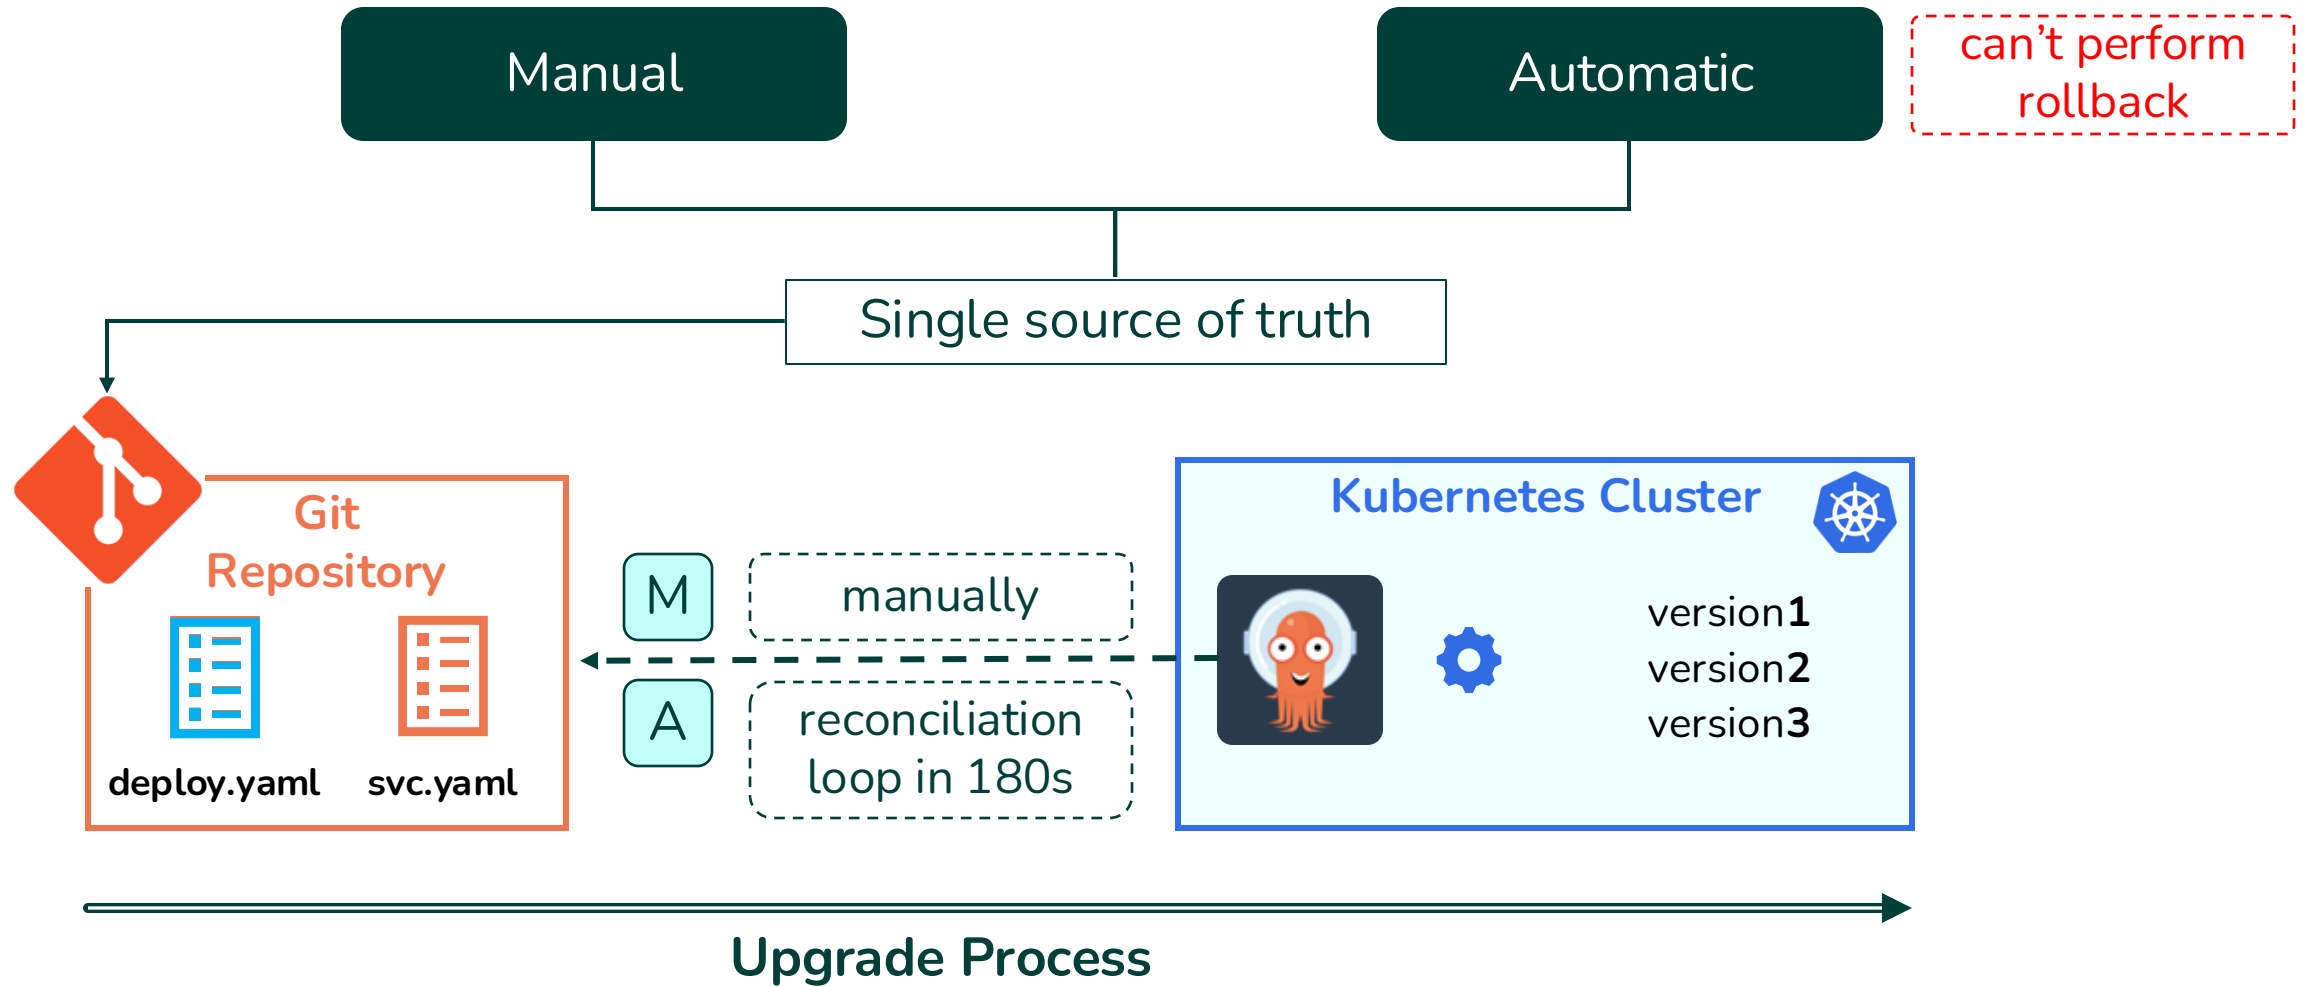 Manual
Automatic
can't perform
rollback
Single source of truth
Git
Repository
deploy.yaml
svc.yaml
M
manually
A
reconciliation
loop in 180s
Kubernetes Cluster
version1
version2
version3
Upgrade Process